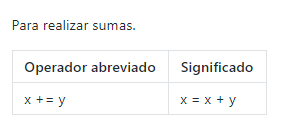 Para realizar sumas.
Operador abreviado Significado
x += y x = x + y